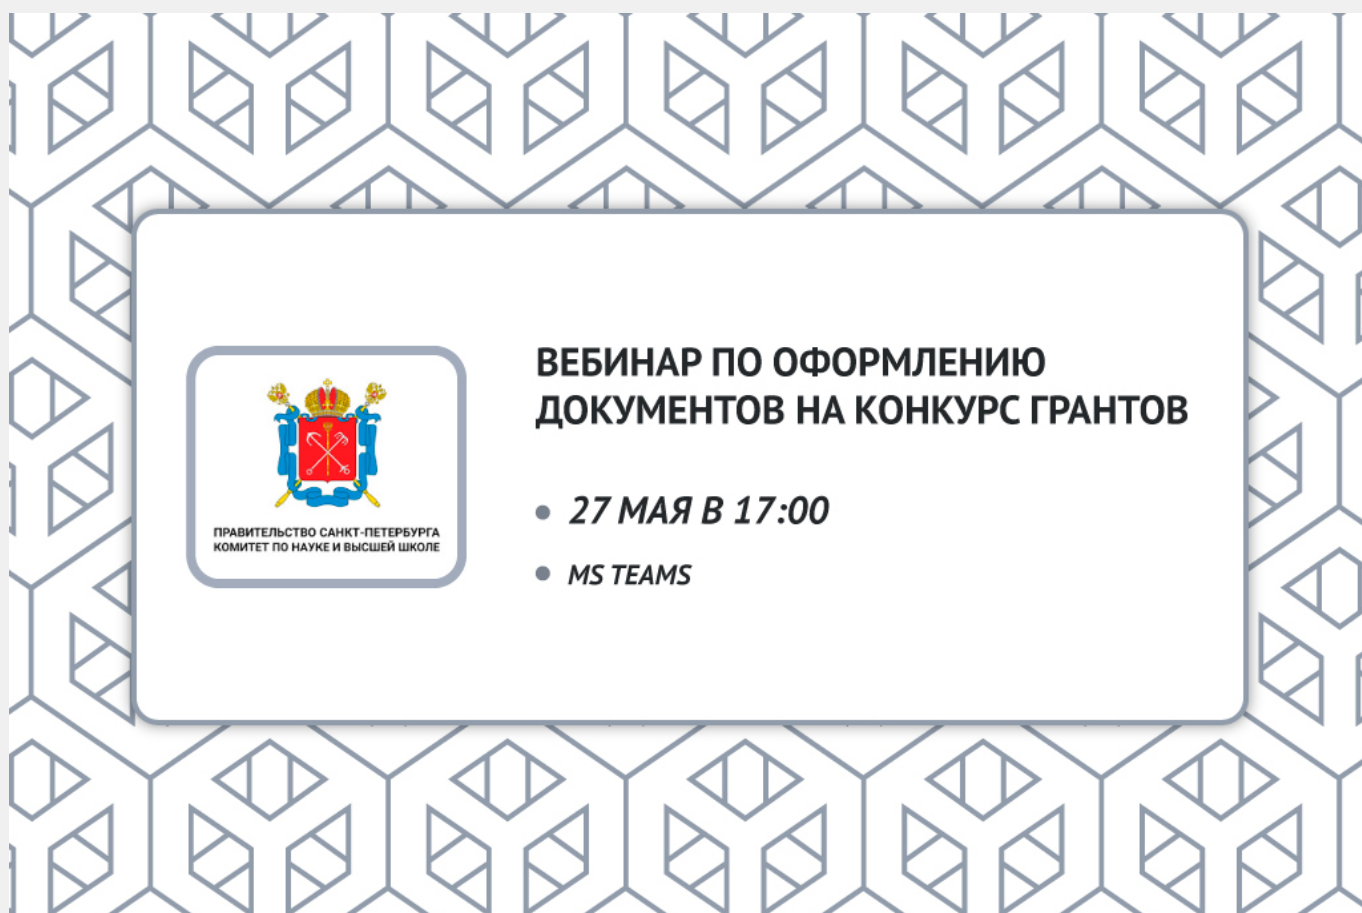 ПРАВИТЕЛЬСТВО САНКТ-ПЕТЕРБУРГА
КОМИТЕТ ПО НАУКЕ И ВЫСШЕЙ ШКОЛЕ
ВЕБИНАР ПО ОФОРМЛЕНИЮ
ДОКУМЕНТОВ НА КОНКУРС ГРАНТОВ
• 27 МАЯ В 17:00
• MS TEAMS